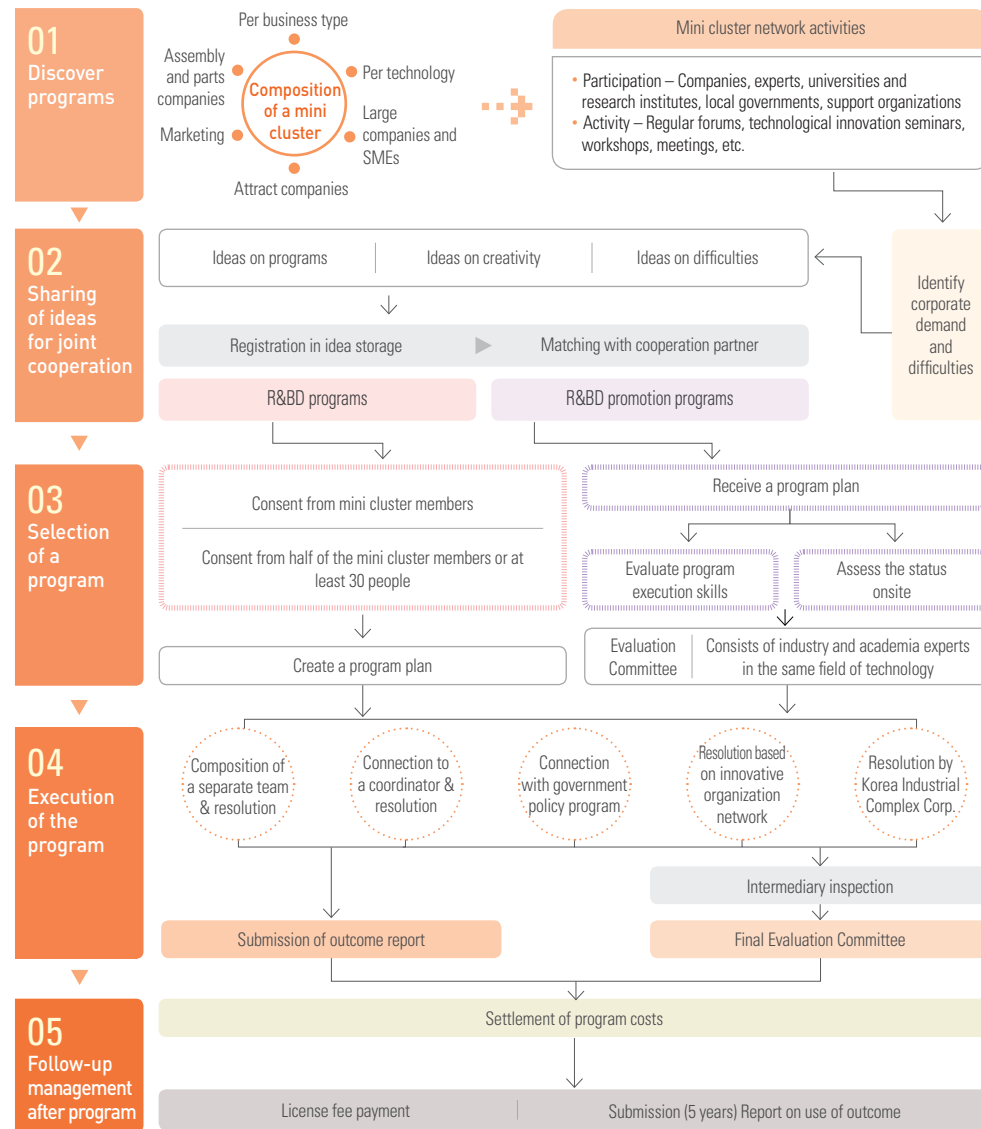 01
Discover
programs
Per business type
Assembly
and parts
companies
Per technology
Composition
of a mini
cluster
Marketing
Large
companies and
SMEs
Attract companies
Mini cluster network activities
• Participation – Companies, experts, universities and
research institutes, local governments, support organizations
• Activity – Regular forums, technological innovation seminars,
workshops, meetings, etc.
02
Sharing
of ideas
for joint
cooperation
Ideas on programs
Ideas on creativity
Ideas on difficulties
Identify
corporate
demand
and
difficulties
Registration in idea storage
Matching with cooperation partner
R&BD programs
R&BD promotion programs
03
Selection
of a
program
Consent from mini cluster members
Consent from half of the mini cluster members or at
least 30 people
Create a program plan
Receive a program plan
Evaluate program
execution skills
Assess the status
onsite
Evaluation
Committee
Consists of industry and academia experts
in the same field of technology
04
Execution
of the
program
Composition of
a separate team
& resolution
Connection to
a coordinator &
resolution
Connection
with government
policy program
Resolution based
on innovative
organization
network
Resolution by
Korea Industrial
Complex Corp.
Intermediary inspection
Submission of outcome report
Final Evaluation Committee
05
Follow-up
management
after program
Settlement of program costs
License fee payment
Submission (5 years) Report on use of outcome